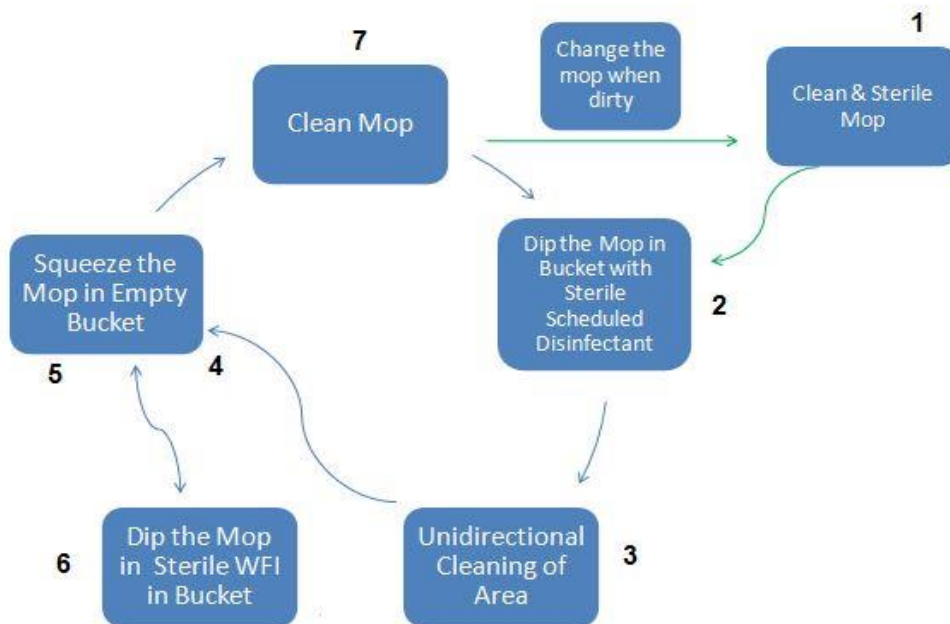 7
Clean Mop
Change the
mop when
dirty
1
Clean & Sterile
Mop
Squeeze the
Mop in Empty
Bucket
5
4
Dip the Mop in
Bucket with
Sterile
Scheduled
Disinfectant
2
6
Dip the Mop
in Sterile WFI
in Bucket
Unidirectional
Cleaning of
Area
3